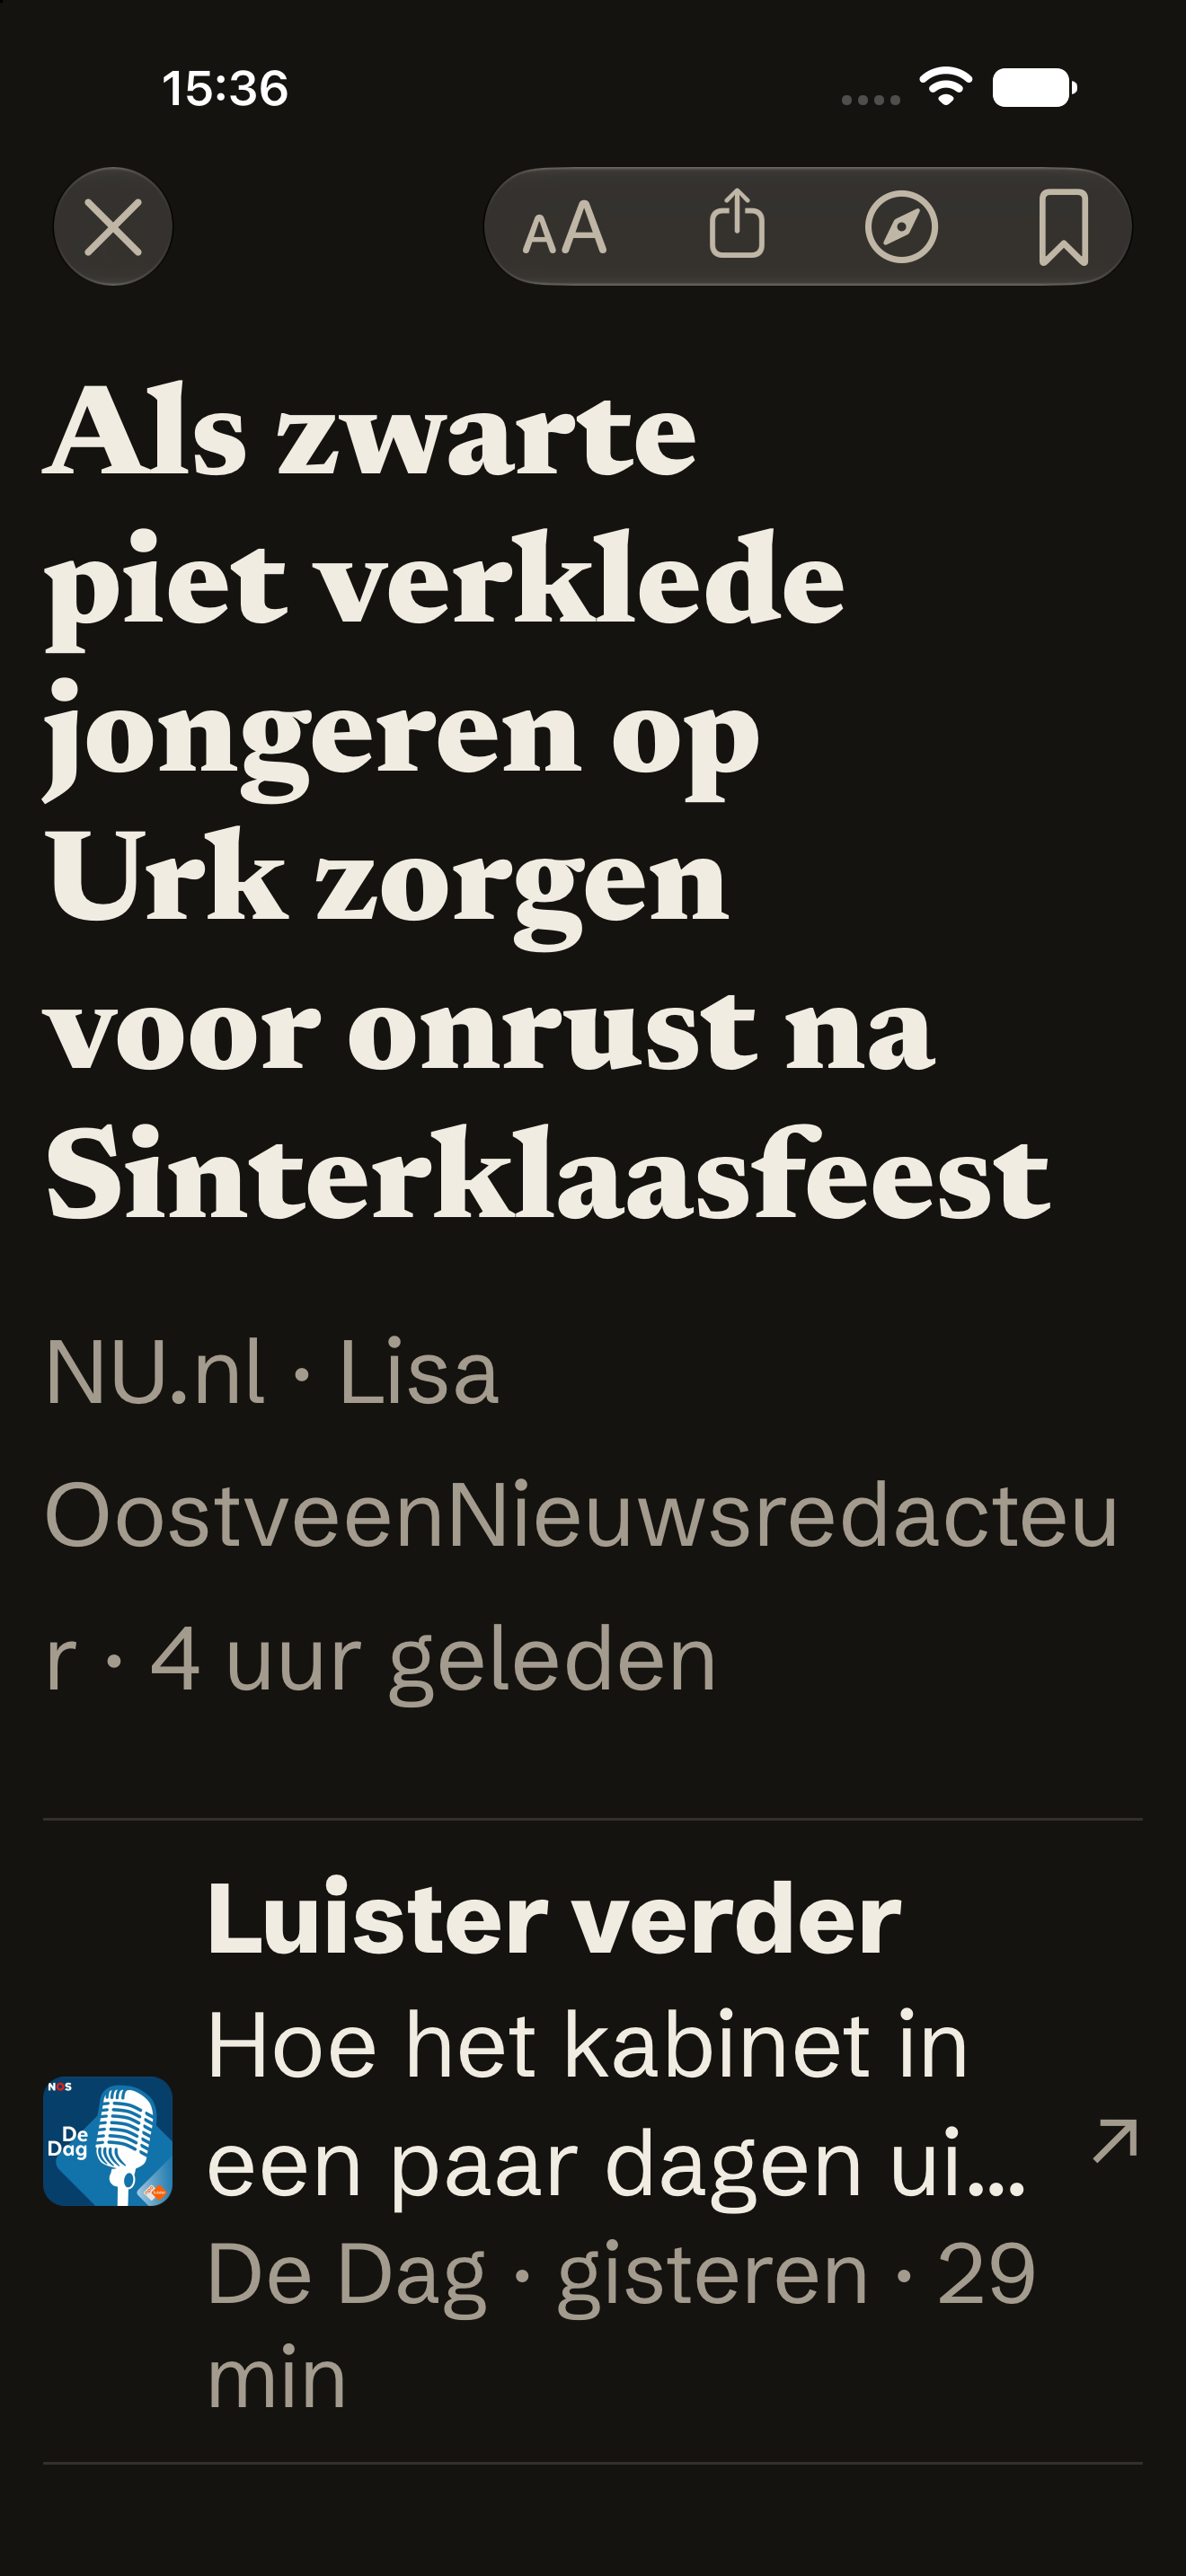 15:36
AA
Als zwarte
piet verklede
jongeren op
Urk zorgen
voor onrust na
Sinterklaasfeest
NU.nl · Lisa
OostveenNieuwsredacteu
r · 4 uur geleden
Luister verder
Hoe het kabinet in
een paar dagen ui...
NOS
De
Dag
De Dag · gisteren · 29
min